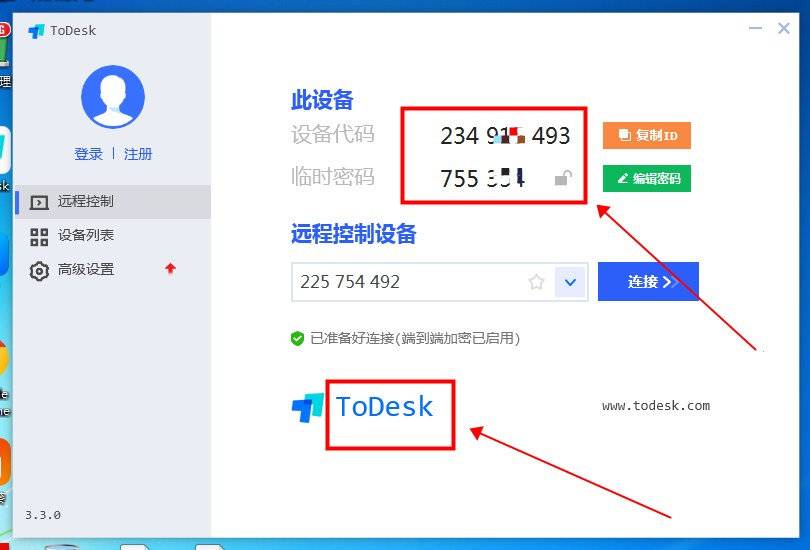 ToDesk
登录 | 注册
远程控制
设备列表
高级设置
3.3.0
此设备
设备代码
234 493
复制ID
临时密码
755
编辑密码
远程控制设备
225 754 492
连接
已准备好连接(端到端加密已启用)
ToDesk
www.todesk.com